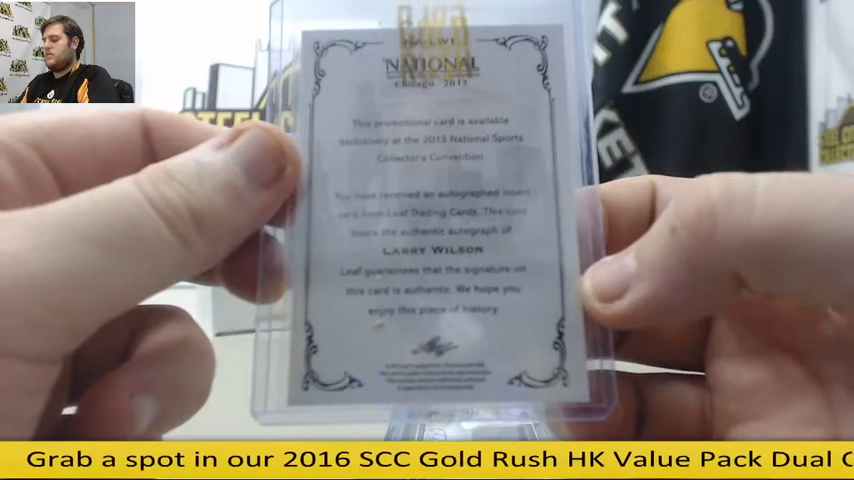 NATIONAL
Chicago - 2013
This promotional card is available
exclusively at the 2013 National Sports
Collector's Convention
You have received an autographed insert
card from Leaf Trading Cards. This card
bears the authentic autograph of
LARRY WILSON
Leaf guarantees that the signature on
this card is authentic. We hope you
enjoy this piece of history.
Grab a spot in our 2016 SCC Gold Rush HK Value Pack Dual